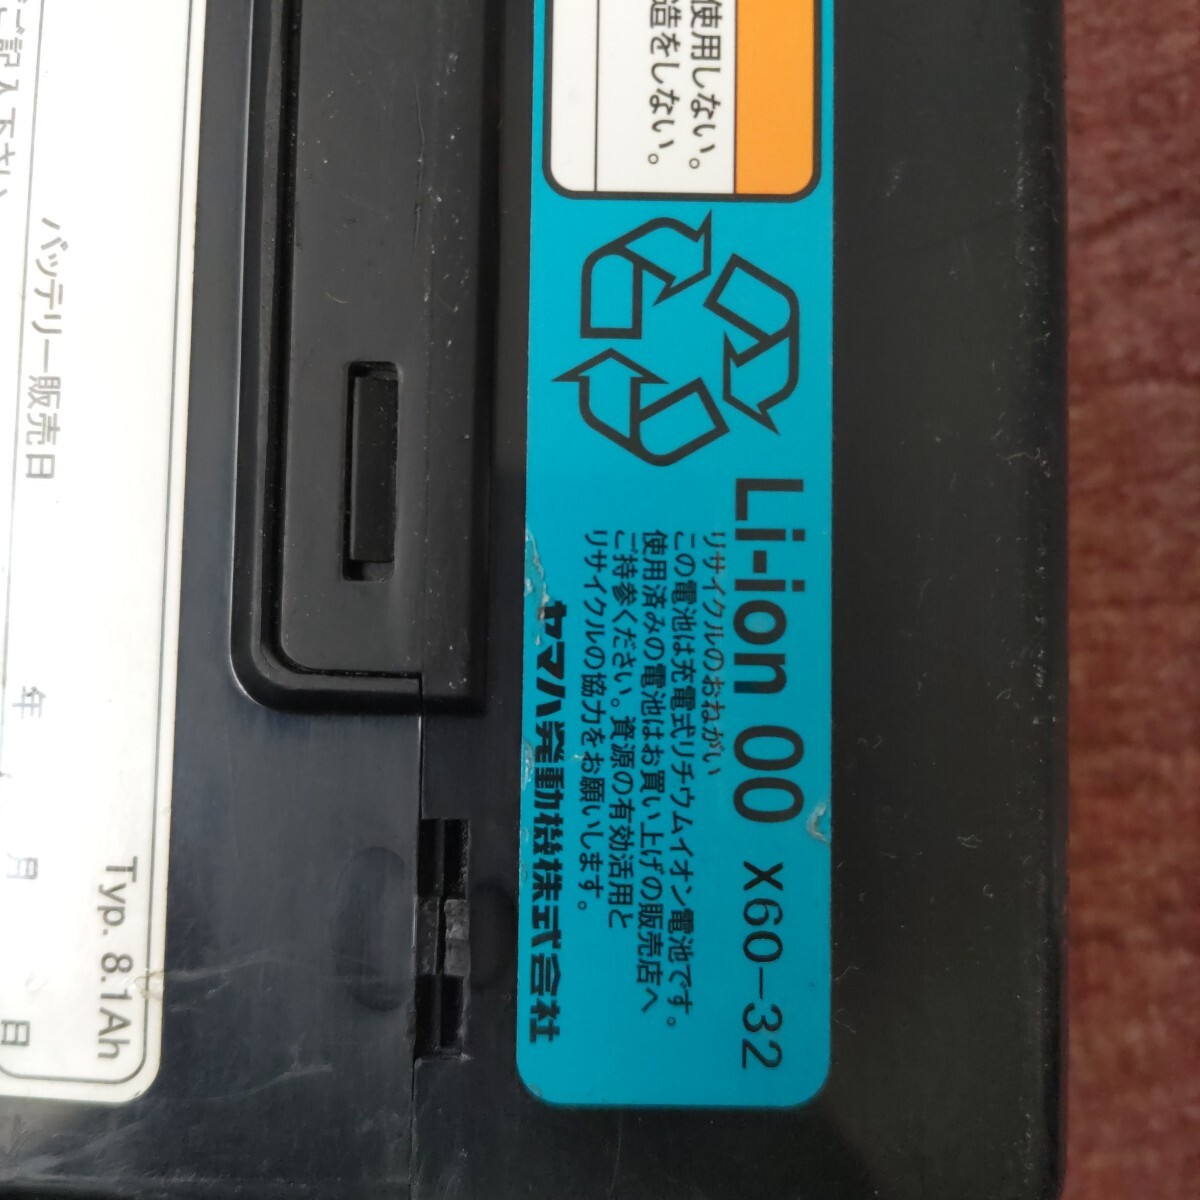 使用しない。
造をしない。
Li-ion 00 X60-32
リサイクルのおねがい
この電池は充電式リチウムイオン電池です。
使用済みの電池はお買い上げの販売店へ
ご持参ください。資源の有効活用と
リサイクルの協力をお願いします。
ヤマハ発動機株式会社
Typ. 8.1Ah
バッテリー販売日
年 月 日
ご記入下さい